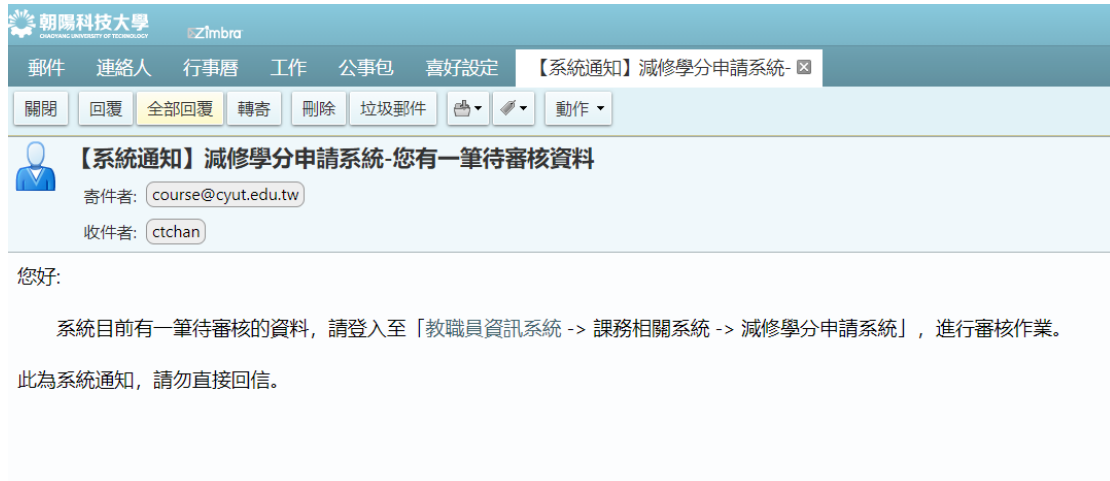 朝陽科技大學
CHAOYANG UNIVERSITY OF TECHNOLOGY
Zimbra
郵件 連絡人 行事曆 工作 公事包 喜好設定 【系統通知】減修學分申請系統-
關閉 回覆 全部回覆 轉寄 刪除 垃圾郵件 動作
【系統通知】減修學分申請系統-您有一筆待審核資料
寄件者: course@cyut.edu.tw
收件者: ctchan
您好:
系統目前有一筆待審核的資料，請登入至「教職員資訊系統 -> 課務相關系統 -> 減修學分申請系統」，進行審核作業。
此為系統通知，請勿直接回信。